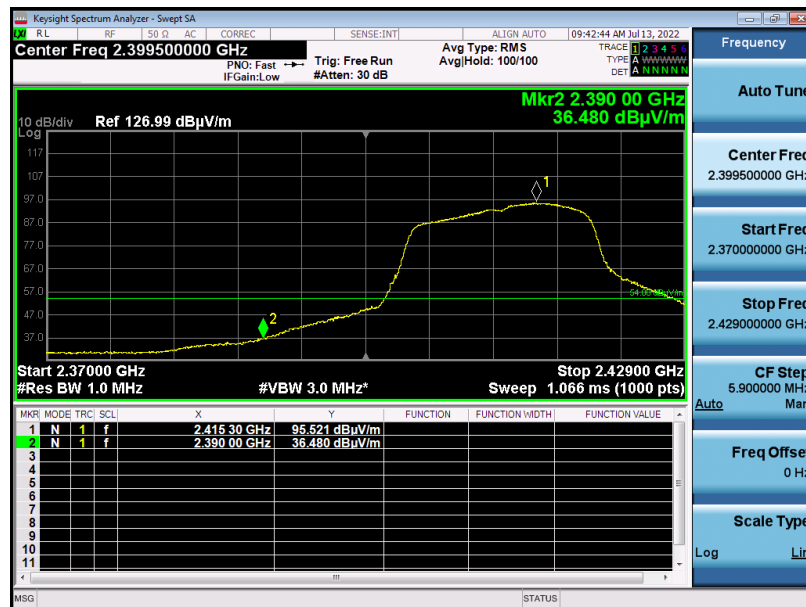 Keysight Spectrum Analyzer - Swept SA
LXI RL RF 50 Ω AC CORREC SENSE:INT ALIGN AUTO 09:42:44 AM Jul 13, 2022
Center Freq 2.399500000 GHz
PNO: Fast
IFGain:Low
Trig: Free Run
#Atten: 30 dB
Avg Type: RMS
Avg|Hold: 100/100
TRACE 1 2 3 4 5 6
TYPE A WWWWW
DET A N N N N N
Mkr2 2.390 00 GHz
36.480 dBµV/m
10 dB/div Ref 126.99 dBµV/m
Log
117
107
97.0
87.0
77.0
67.0
57.0
47.0
37.0
1
2
Start 2.37000 GHz Stop 2.42900 GHz
#Res BW 1.0 MHz #VBW 3.0 MHz* Sweep 1.066 ms (1000 pts)
MKR MODE TRC SCL X Y FUNCTION FUNCTION WIDTH FUNCTION VALUE
1 N 1 f 2.415 30 GHz 95.521 dBµV/m
2 N 1 f 2.390 00 GHz 36.480 dBµV/m
3
4
5
6
7
8
9
10
11
MSG STATUS
Frequency
Auto Tune
Center Freq
2.399500000 GHz
Start Freq
2.370000000 GHz
Stop Freq
2.429000000 GHz
CF Step
5.900000 MHz
Auto Man
Freq Offset
0 Hz
Scale Type
Log Lin